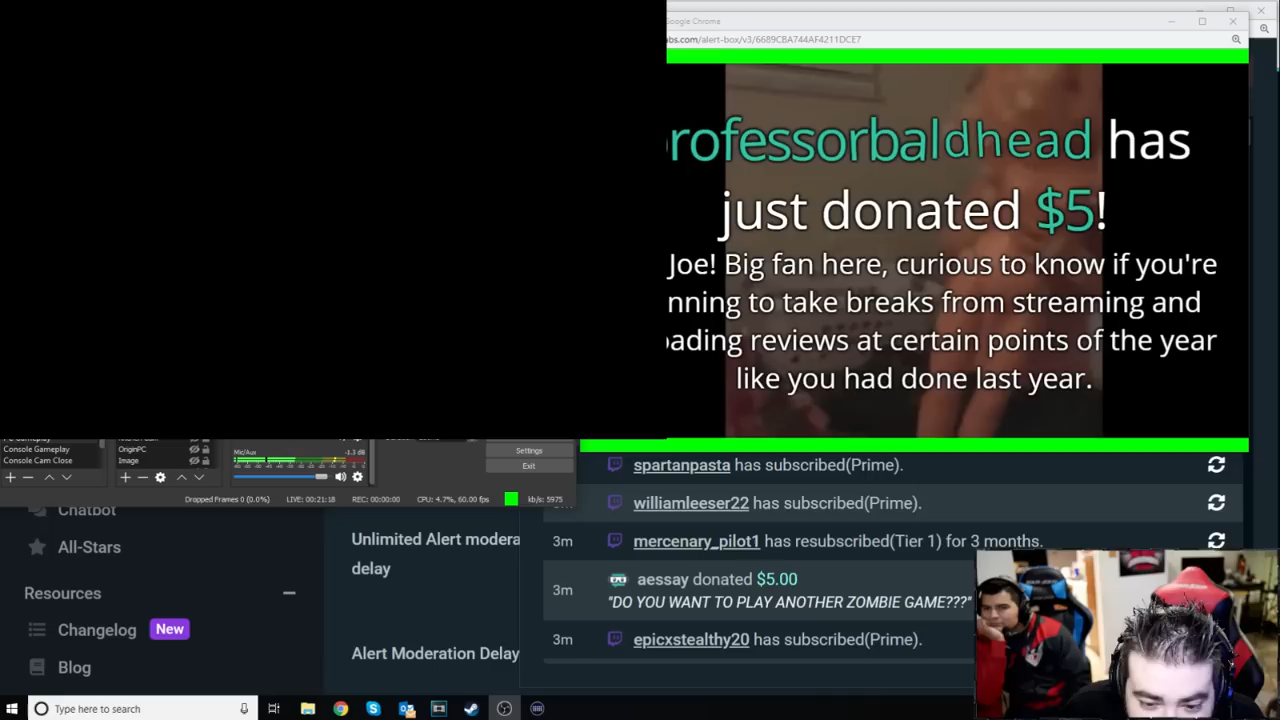 Google Chrome
abs.com/alert-box/v3/6689CBA744AF4211DCE7
rofessorbaldhead has
just donated $5!
Joe! Big fan here, curious to know if you're
nning to take breaks from streaming and
oading reviews at certain points of the year
like you had done last year.
Console Gameplay
Console Cam Close
OriginPC
Image
Mic/Aux
-1.3 dB
Settings
Exit
Dropped Frames 0 (0.0%)
LIVE: 00:21:18
REC: 00:00:00
CPU: 4.7%, 60.00 fps
kb/s: 5975
spartanpasta has subscribed(Prime).
williamleeser22 has subscribed(Prime).
3m mercenary_pilot1 has resubscribed(Tier 1) for 3 months.
3m aessay donated $5.00
"DO YOU WANT TO PLAY ANOTHER ZOMBIE GAME???"
3m epicxstealthy20 has subscribed(Prime).
Chatbot
All-Stars
Resources
Changelog New
Blog
Unlimited Alert modera
delay
Alert Moderation Delay
Type here to search